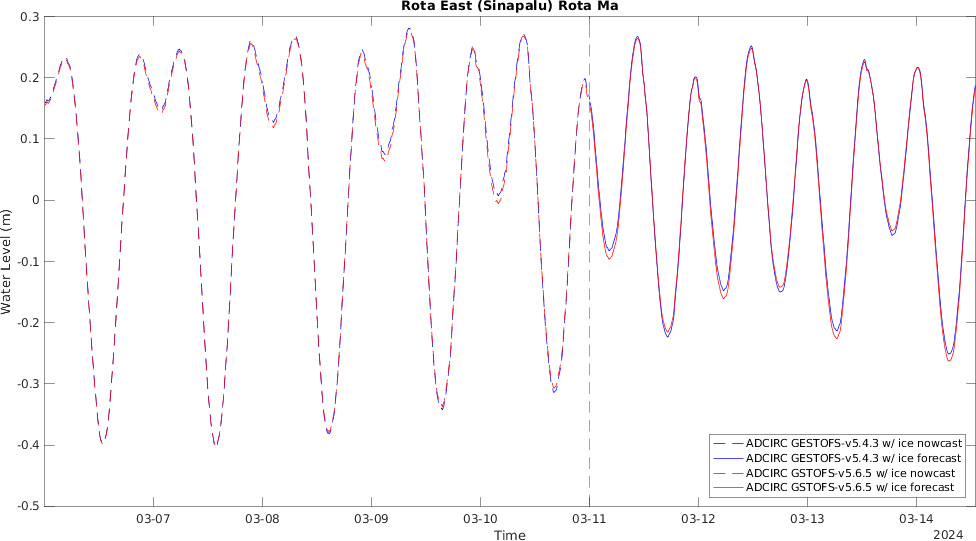 Rota East (Sinapalu) Rota Ma
0.3
0.2
0.1
0
-0.1
-0.2
-0.3
-0.4
-0.5
Water Level (m)
03-07
03-08
03-09
03-10
03-11
03-12
03-13
03-14
Time
2024
ADCIRC GESTOFS-v5.4.3 w/ ice nowcast
ADCIRC GESTOFS-v5.4.3 w/ ice forecast
ADCIRC GSTOFS-v5.6.5 w/ ice nowcast
ADCIRC GSTOFS-v5.6.5 w/ ice forecast